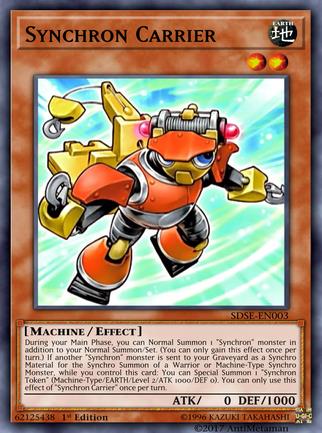 SYNCHRON CARRIER
EARTH
地
SDSE-EN003
[MACHINE / EFFECT]
During your Main Phase, you can Normal Summon 1 "Synchron" monster
in addition to your Normal Summon/Set. (You can only gain this effect once
per turn.) If another "Synchron" monster is sent to your Graveyard as a Synchro
Material for the Synchro Summon of a Warrior or Machine-Type Synchro
Monster, while you control this card: You can Special Summon 1 "Synchron
Token" (Machine-Type/EARTH/Level 2/ATK 1000/DEF 0). You can only use this
effect of "Synchron Carrier" once per turn.
ATK/ 0 DEF/1000
62125438 1st Edition ©1996 KAZUKI TAKAHASHI
©2017 AntiMetaman